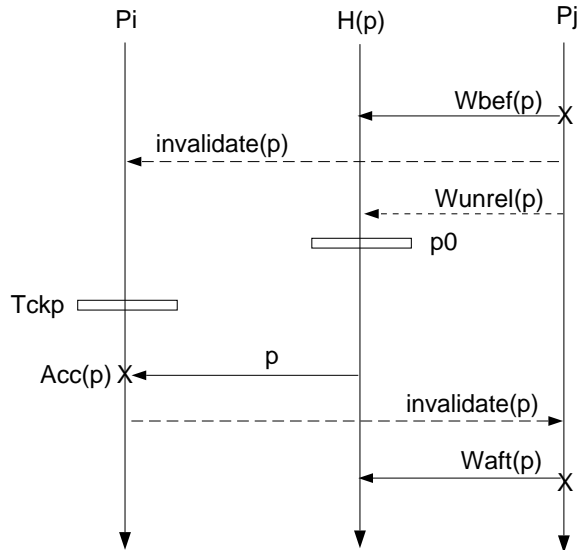 Pi H(p) Pj
Wbef(p) X
invalidate(p)
Wunrel(p)
p0
Tckp
p
Acc(p) X
invalidate(p)
Waft(p)
X